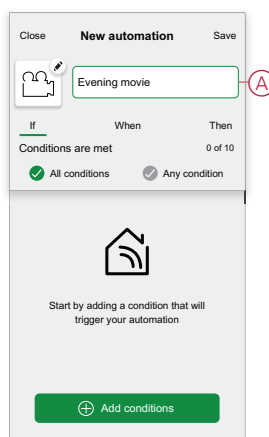 Close New automation Save
Evening movie
A
If When Then
Conditions are met 0 of 10
All conditions Any condition
Start by adding a condition that will
trigger your automation
Add conditions